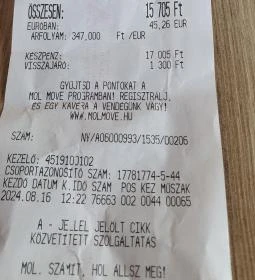 ÖSSZESEN: 15 705 Ft
EUROBAN: 45,26 EUR
ÁRFOLYAM: 347,000 Ft /EUR
KÉSZPÉNZ: 17 005 Ft
VISSZAJÁRÓ: 1 300 Ft
GYŰJTSD A PONTOKAT A
MOL MOVE PROGRAMBAN! REGISZTRÁLJ,
ÉS EGY KÁVÉRA A VENDÉGÜNK VAGY!
WWW.MOLMOVE.HU
SZÁM: NY/A06000993/1535/00206
KEZELŐ: 451910J102
CSOPORTAZONOSÍTÓ SZÁM: 17781774-5-44
KEZDŐ DÁTUM K.IDŐ SZÁM POS KEZ MŰSZAK
2024.08.16 12:22 76663 002 0044 00065
A - JELLEL JELÖLT CIKK
KÖZVETÍTETT SZOLGÁLTATÁS
MOL. SZÁMÍT, HOL ÁLLSZ MEG!